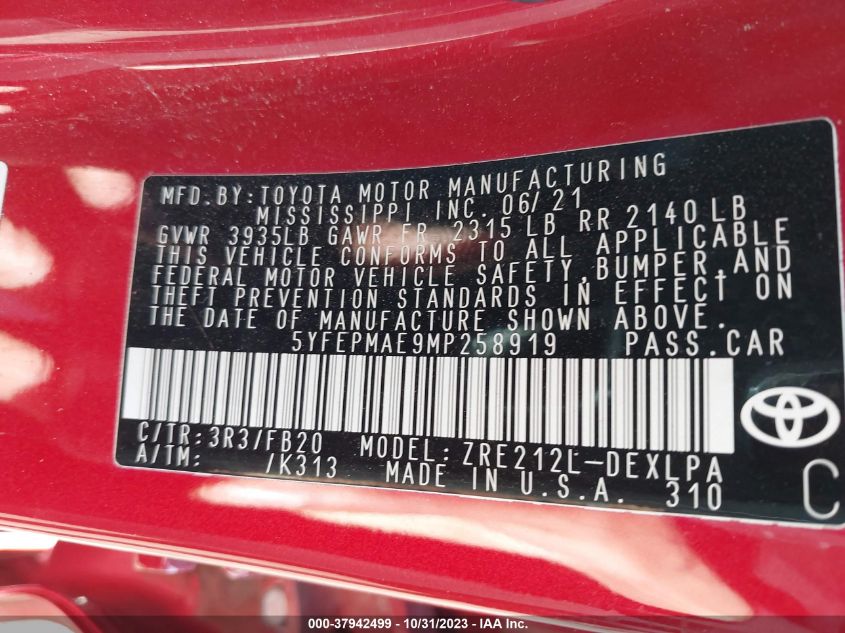 MFD.BY:TOYOTA MOTOR MANUFACTURING
MISSISSIPPI INC. 06/21
GVWR 3935LB GAWR FR 2315 LB RR 2140 LB
THIS VEHICLE CONFORMS TO ALL APPLICABLE
FEDERAL MOTOR VEHICLE SAFETY, BUMPER, AND
THEFT PREVENTION STANDARDS IN EFFECT ON
THE DATE OF MANUFACTURE SHOWN ABOVE.
5YFEPMAE9MP258919 PASS.CAR
C/TR:3R3/FB20 MODEL:ZRE212L-DEXLPA
A/TM: /K313 MADE IN U.S.A. 310
C
000-37942499 - 10/31/2023 - IAA Inc.